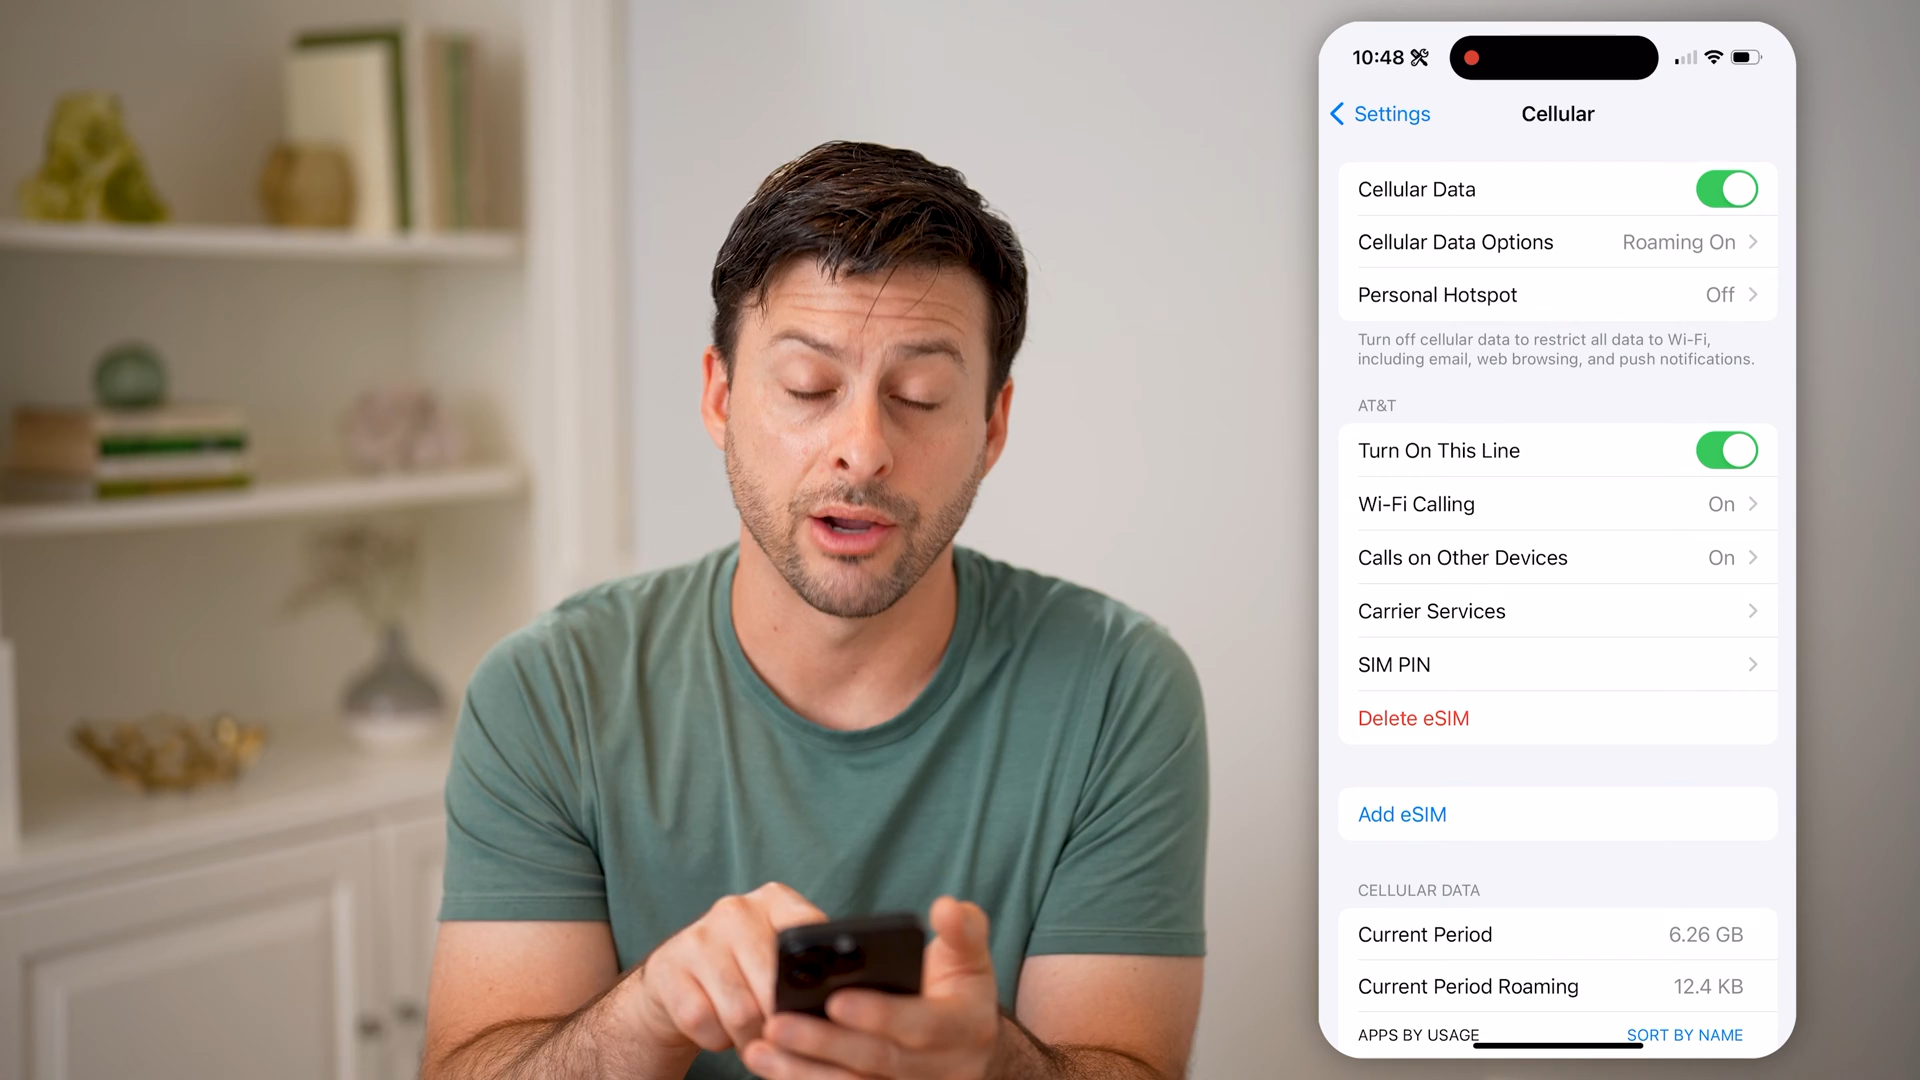 10:48
Settings
Cellular
Cellular Data
Cellular Data Options Roaming On
Personal Hotspot Off
Turn off cellular data to restrict all data to Wi-Fi,
including email, web browsing, and push notifications.
AT&T
Turn On This Line
Wi-Fi Calling On
Calls on Other Devices On
Carrier Services
SIM PIN
Delete eSIM
Add eSIM
CELLULAR DATA
Current Period 6.26 GB
Current Period Roaming 12.4 KB
APPS BY USAGE SORT BY NAME